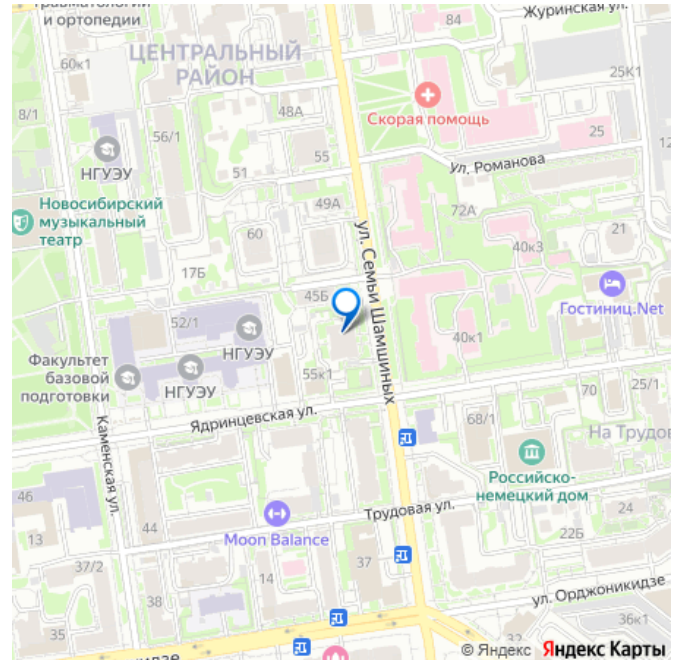 и ортопедии
ЦЕНТРАЛЬНЫЙ
РАЙОН
84
Журинская ул.
60к1
25К1
8/1
56/1
48А
Скорая помощь
25
НГУЭУ
51
55
ул. Романова
Новосибирский
музыкальный
театр
49А
60
72А
40к3
21
ул. Семьи Шамшиных
17Б
45Б
Гостиниц.Net
52/1
НГУЭУ
40к1
Факультет
базовой
подготовки
НГУЭУ
55к1
70
25/1
Ядринцевская ул.
68/1
На Трудов
Каменская ул.
Российско-
немецкий дом
46
44
Трудовая ул.
24
13
Moon Balance
22Б
37/2
14
37
38
ул. Орджоникидзе
35
36к1
32
© Яндекс Яндекс Карты